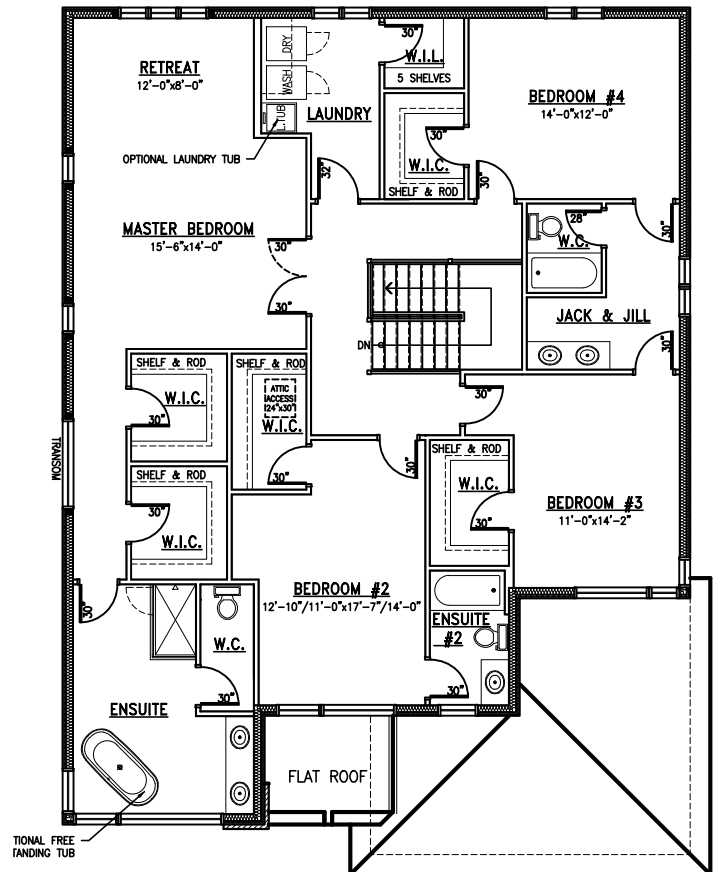 RETREAT
12'-0"x8'-0"
DRY
WASH
L.TUB
LAUNDRY
OPTIONAL LAUNDRY TUB
30"
W.I.L.
5 SHELVES
30"
W.I.C.
SHELF & ROD
BEDROOM #4
14'-0"x12'-0"
32"
30"
28"
W.C.
30"
MASTER BEDROOM
15'-6"x14'-0"
30"
30"
JACK & JILL
30"
DN
SHELF & ROD
W.I.C.
30"
SHELF & ROD
ATTIC
ACCESS
24"x30"
W.I.C.
30"
30"
30"
TRANSOM
SHELF & ROD
30"
W.I.C.
SHELF & ROD
W.I.C.
30"
BEDROOM #3
11'-0"x14'-2"
BEDROOM #2
12'-10"/11'-0"x17'-7"/14'-0"
30"
W.C.
30"
ENSUITE
#2
30"
ENSUITE
FLAT ROOF
TIONAL FREE
TANDING TUB